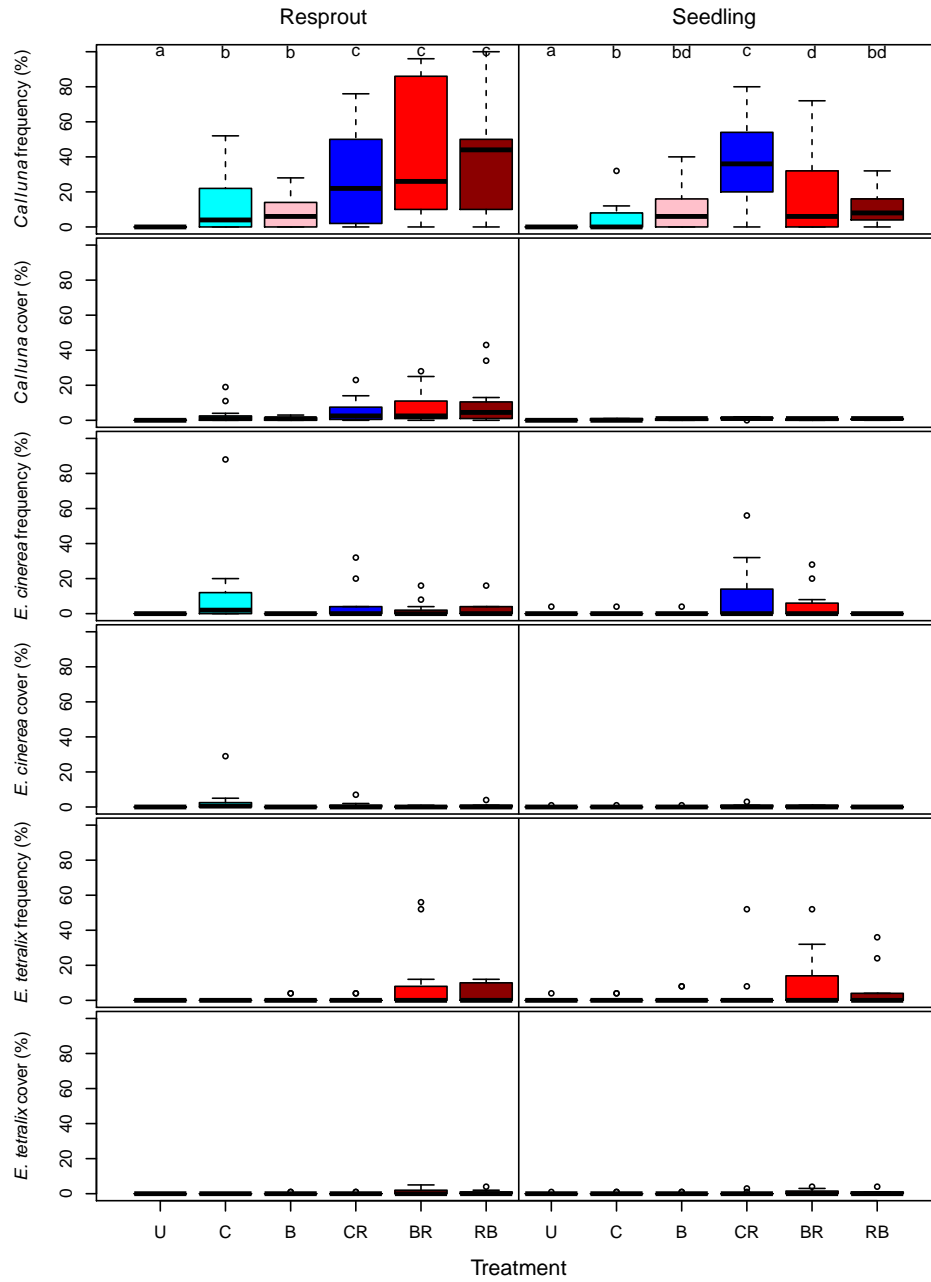 Resprout Seedling
a b b c c c a b bd c d bd
Calluna frequency (%)
0 20 40 60 80
Calluna cover (%)
0 20 40 60 80
E. cinerea frequency (%)
0 20 40 60 80
E. cinerea cover (%)
0 20 40 60 80
E. tetralix frequency (%)
0 20 40 60 80
E. tetralix cover (%)
0 20 40 60 80
U C B CR BR RB U C B CR BR RB
Treatment